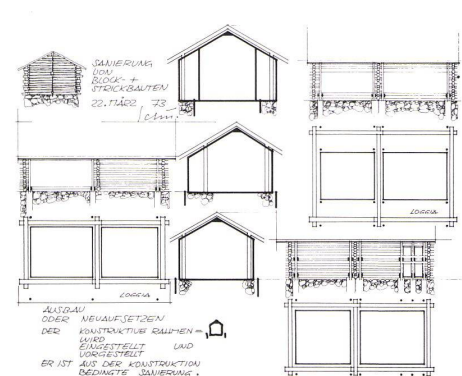 SANIERUNG
VON
BLOCK- +
STRICKBAUTEN
22. MÄRZ 73
LOGGIA
LOGGIA
AUSBAU
ODER NEUAUFSETZEN
DER KONSTRUKTIVE RAHMEN =
WIRD
EINGESTELLT UND
VORGESTELLT
ER IST AUS DER KONSTRUKTION
BEDINGTE SANIERUNG.